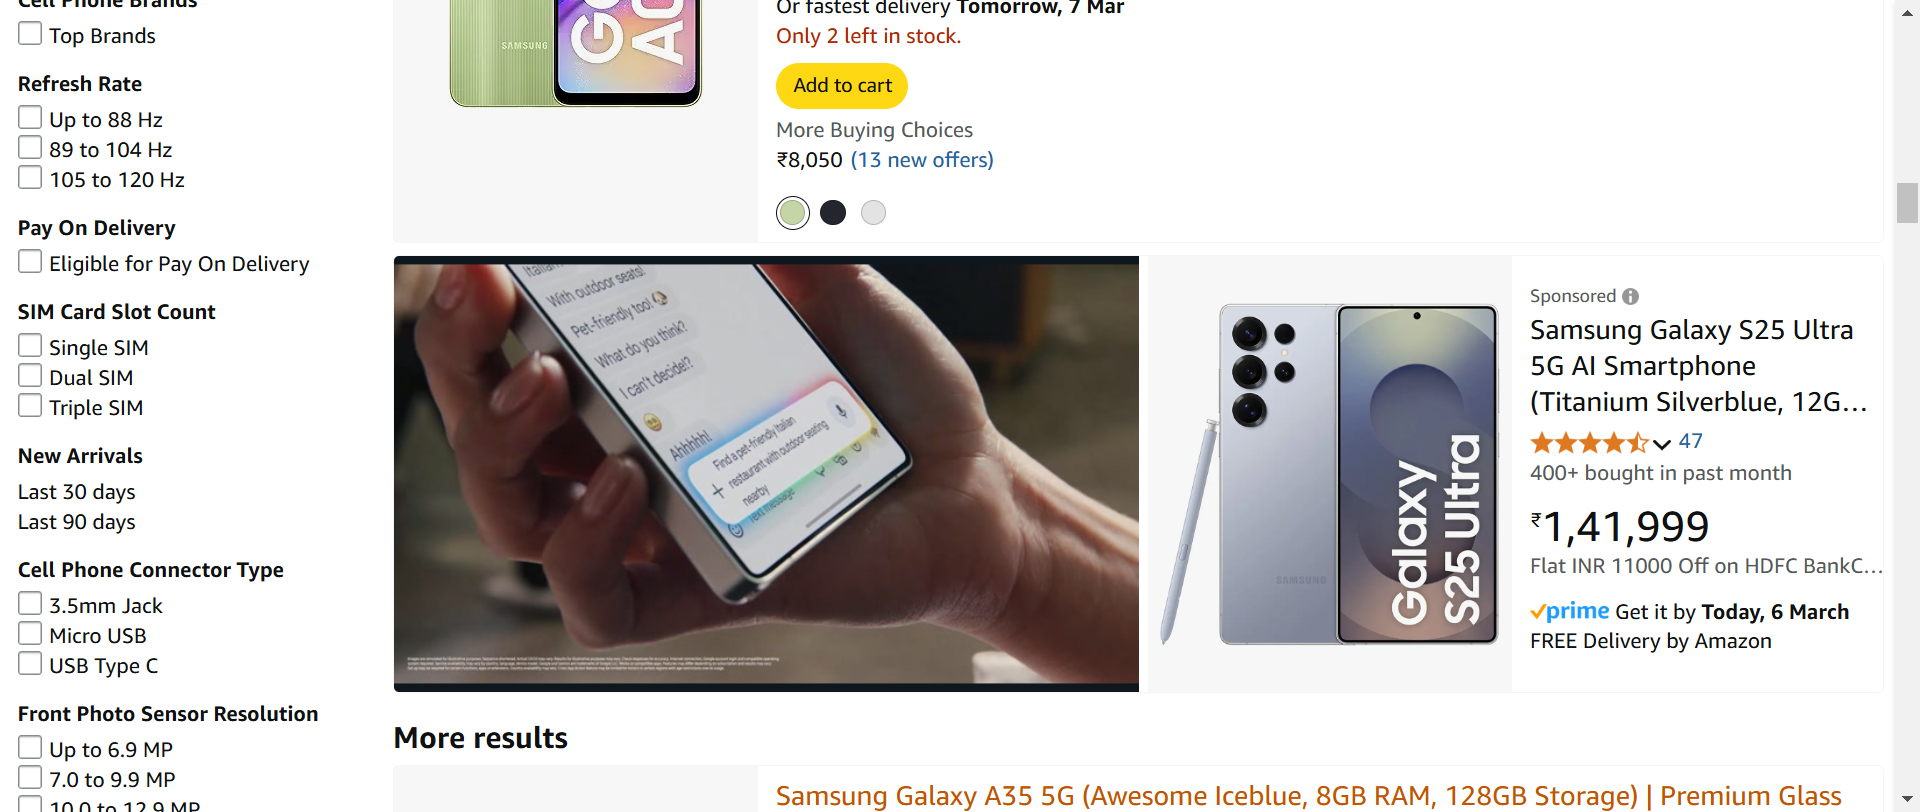 Cell Phone Brands
Top Brands
Refresh Rate
Up to 88 Hz
89 to 104 Hz
105 to 120 Hz
Pay On Delivery
Eligible for Pay On Delivery
SIM Card Slot Count
Single SIM
Dual SIM
Triple SIM
New Arrivals
Last 30 days
Last 90 days
Cell Phone Connector Type
3.5mm Jack
Micro USB
USB Type C
Front Photo Sensor Resolution
Up to 6.9 MP
7.0 to 9.9 MP
10.0 to 12.9 MP
SAMSUNG
Or fastest delivery Tomorrow, 7 Mar
Only 2 left in stock.
Add to cart
More Buying Choices
₹8,050 (13 new offers)
With outdoor seats!
Pet-friendly too!
What do you think?
I can't decide!?
Ahhhhh!
Find a pet-friendly Italian
restaurant with outdoor seating
nearby
Text message
SAMSUNG
Galaxy
S25 Ultra
Sponsored
Samsung Galaxy S25 Ultra
5G AI Smartphone
(Titanium Silverblue, 12G...
47
400+ bought in past month
₹1,41,999
Flat INR 11000 Off on HDFC BankC...
prime Get it by Today, 6 March
FREE Delivery by Amazon
More results
Samsung Galaxy A35 5G (Awesome Iceblue, 8GB RAM, 128GB Storage) | Premium Glass